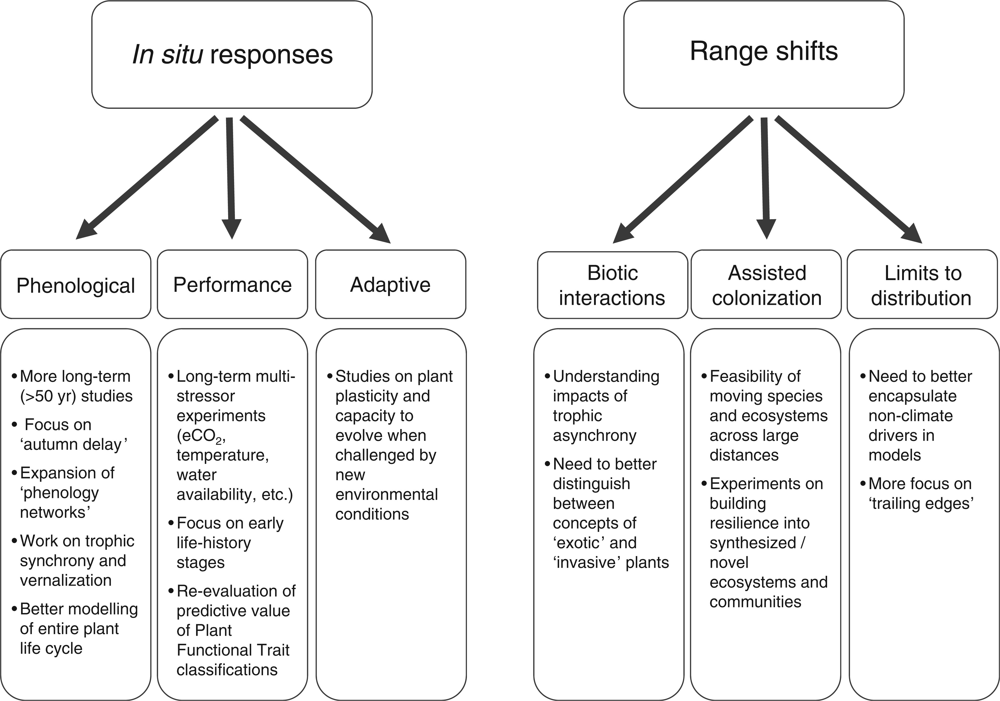 In situ responses
Range shifts
Phenological
Performance
Adaptive
Biotic
interactions
Assisted
colonization
Limits to
distribution
•More long-term
(>50 yr) studies
• Focus on
‘autumn delay’
•Expansion of
‘phenology
networks’
•Work on trophic
synchrony and
vernalization
•Better modelling
of entire plant
life cycle
•Long-term multi-
stressor
experiments
(eCO₂,
temperature,
water
availability, etc.)
•Focus on early
life-history
stages
•Re-evaluation of
predictive value
of Plant
Functional Trait
classifications
•Studies on plant
plasticity and
capacity to
evolve when
challenged by
new
environmental
conditions
•Understanding
impacts of
trophic
asynchrony
•Need to better
distinguish
between
concepts of
‘exotic’ and
‘invasive’ plants
•Feasibility of
moving species
and ecosystems
across large
distances
•Experiments on
building
resilience into
synthesized /
novel
ecosystems and
communities
•Need to better
encapsulate
non-climate
drivers in
models
•More focus on
‘trailing edges’